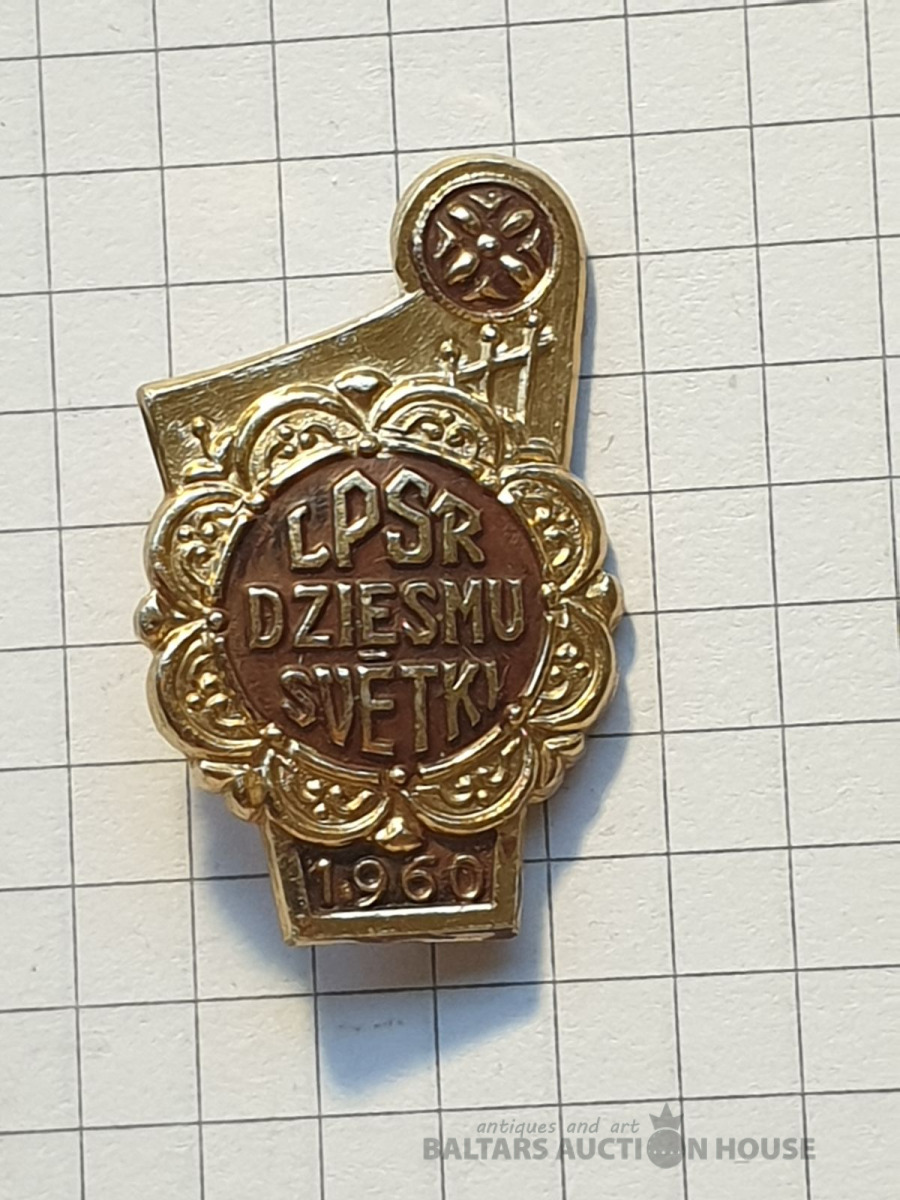 LPSR
DZIESMU
SVĒTKI
1960
antiques and art
BALTARS AUCTION HOUSE